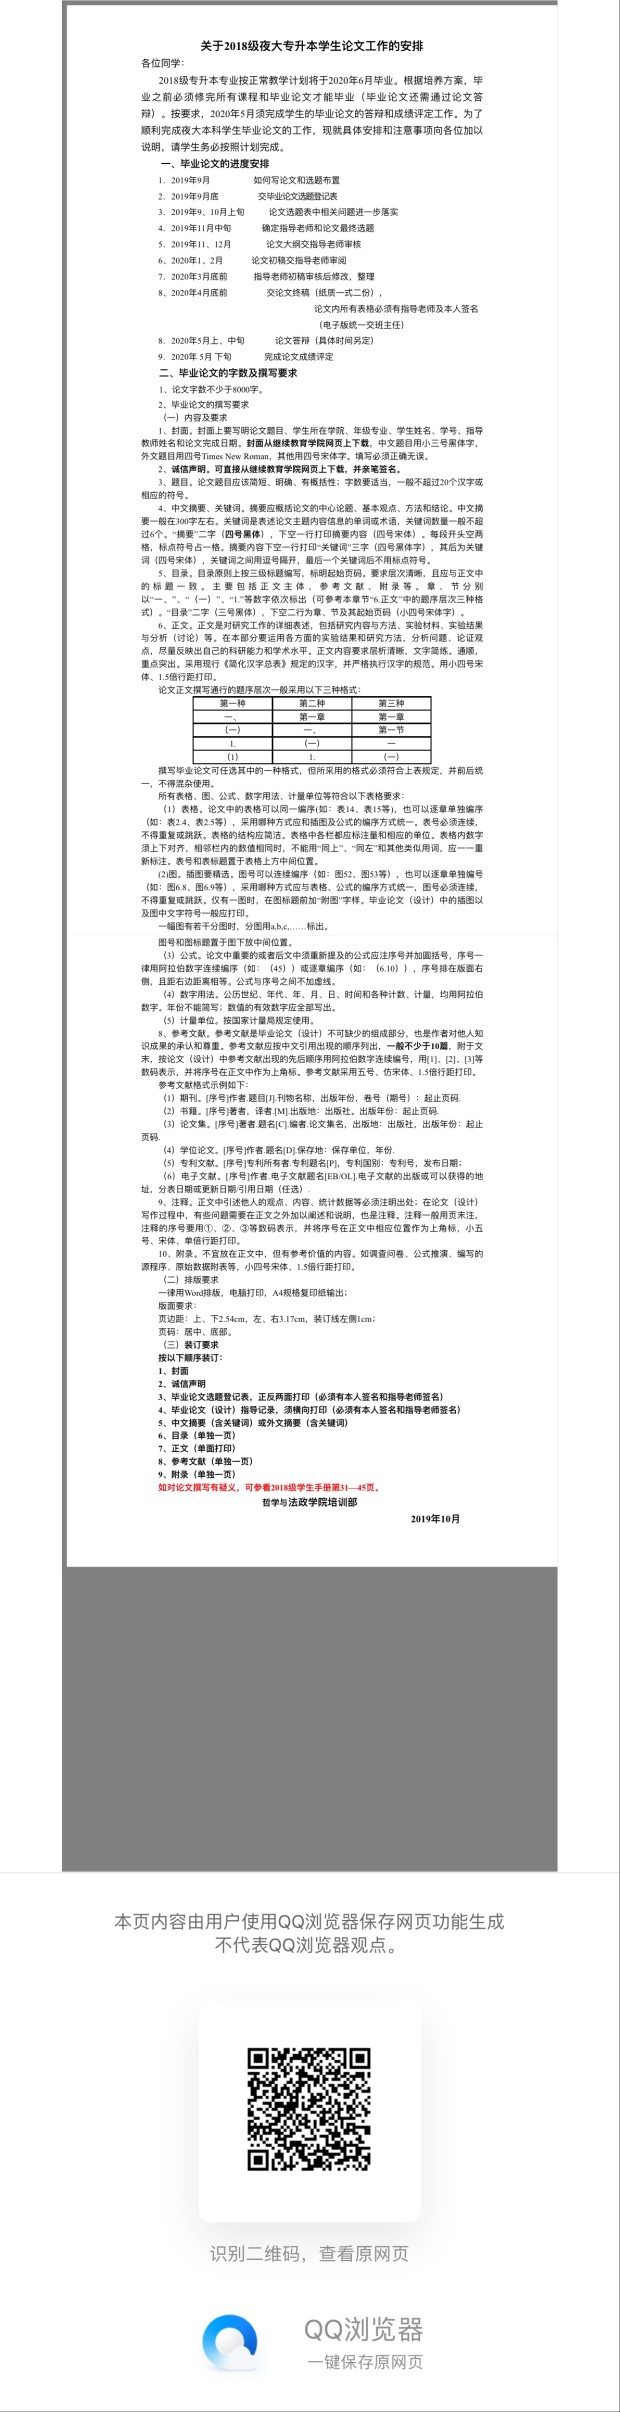 关于2018级夜大专升本学生论文工作的安排
各位同学：
2018级专升本专业按正常教学计划将于2020年6月毕业。根据培养方案，毕
业之前必须修完所有课程和毕业论文才能毕业（毕业论文还需通过论文答
辩）。按要求，2020年5月须完成学生的毕业论文的答辩和成绩评定工作。为了
顺利完成夜大本科学生毕业论文的工作，现就具体安排和注意事项向各位加以
说明，请学生务必按照计划完成。
一、毕业论文的进度安排
1．2019年9月 如何写论文和选题布置
2．2019年9月底 交毕业论文选题登记表
3．2019年9、10月上旬 论文选题表中相关问题进一步落实
4．2019年11月中旬 确定指导老师和论文最终选题
5．2019年11、12月 论文大纲交指导老师审核
6、2020年1、2月 论文初稿交指导老师审阅
7．2020年3月底前 指导老师初稿审核后修改，整理
8、2020年4月底前 交论文终稿（纸质一式二份），
论文内所有表格必须有指导老师及本人签名
（电子版统一交班主任）
8．2020年5月上、中旬 论文答辩（具体时间另定）
9．2020年 5月 下旬 完成论文成绩评定
二、毕业论文的字数及撰写要求
1、论文字数不少于8000字。
2、毕业论文的撰写要求
（一）内容及要求
1、封面。封面上要写明论文题目、学生所在学院、年级专业、学生姓名、学号、指导
教师姓名和论文完成日期。封面从继续教育学院网页上下载，中文题目用小三号黑体字，
外文题目用四号Times New Roman，其他用四号宋体字。填写必须正确无误。
2、诚信声明。可直接从继续教育学院网页上下载，并亲笔签名。
3、题目。论文题目应该简短、明确、有概括性；字数要适当，一般不超过20个汉字或
相应的符号。
4、中文摘要、关键词。摘要应概括论文的中心论题、基本观点、方法和结论。中文摘
要一般在300字左右。关键词是表述论文主题内容信息的单词或术语，关键词数量一般不超
过6个。“摘要”二字（四号黑体），下空一行打印摘要内容（四号宋体）。每段开头空两
格，标点符号占一格。摘要内容下空一行打印“关键词”三字（四号黑体字），其后为关键
词（四号宋体），关键词之间用逗号隔开，最后一个关键词后不用标点符号。
5、目录。目录原则上按三级标题编写，标明起始页码。要求层次清晰，且应与正文中
的标题一致。主要包括正文主体、参考文献、附录等。章、节分别
以“一、”、“（一）”、“1.”等数字依次标出（可参考本章节“6.正文”中的题序层次三种格
式）。“目录”二字（三号黑体），下空二行为章、节及其起始页码（小四号宋体字）。
6、正文。正文是对研究工作的详细表述，包括研究内容与方法、实验材料、实验结果
与分析（讨论）等。在本部分要运用各方面的实验结果和研究方法，分析问题、论证观
点，尽量反映出自己的科研能力和学术水平。正文内容要求层析清晰，文字简练。通顺，
重点突出。采用现行《简化汉字总表》规定的汉字，并严格执行汉字的规范。用小四号宋
体、1.5倍行距打印。
论文正文撰写通行的题序层次一般采用以下三种格式：
第一种 第二种 第三种
一、 第一章 第一章
（一） 一、 第一节
1. （一） 一
（1） 1. （一）
撰写毕业论文可任选其中的一种格式，但所采用的格式必须符合上表规定，并前后统
一，不得混杂使用。
所有表格、图、公式、数字用法、计量单位等符合以下表格要求：
（1）表格。论文中的表格可以同一编序(如：表14、表15等)，也可以逐章单独编序
（如：表2.4、表2.5等），采用哪种方式应和插图及公式的编序方式统一。表号必须连续，
不得重复或跳跃。表格的结构应简洁。表格中各栏都应标注量和相应的单位。表格内数字
须上下对齐，相邻栏内的数值相同时，不能用“同上”、“同左”和其他类似用词，应一一重
新标注。表号和表标题置于表格上方中间位置。
(2)图。插图要精选。图号可以连续编序（如：图52、图53等），也可以逐章单独编号
（如：图6.8、图6.9等），采用哪种方式应与表格、公式的编序方式统一，图号必须连续，
不得重复或跳跃。仅有一图时，在图标题前加“附图”字样。毕业论文（设计）中的插图以
及图中文字符号一般应打印。
一幅图有若干分图时，分图用a,b,c,……标出。
图号和图标题置于图下放中间位置。
（3）公式。论文中重要的或者后文中须重新提及的公式应注序号并加圆括号，序号一
律用阿拉伯数字连续编序（如：（45））或逐章编序（如：（6.10）），序号排在版面右
侧，且距右边距离相等。公式与序号之间不加虚线。
（4）数字用法。公历世纪、年代、年、月、日、时间和各种计数、计量，均用阿拉伯
数字。年份不能简写；数值的有效数字应全部写出。
（5）计量单位。按国家计量局规定使用。
8、参考文献。参考文献是毕业论文（设计）不可缺少的组成部分，也是作者对他人知
识成果的承认和尊重。参考文献应按中文引用出现的顺序列出，一般不少于10篇，附于文
末，按论文（设计）中参考文献出现的先后顺序用阿拉伯数字连续编号，用[1]、[2]、[3]等
数码表示，并将序号在正文中作为上角标。参考文献采用五号、仿宋体、1.5倍行距打印。
参考文献格式示例如下：
（1）期刊。[序号]作者.题目[J].刊物名称，出版年份，卷号（期号）：起止页码.
（2）书籍。[序号]著者，译者.[M].出版地：出版社。出版年份：起止页码.
（3）论文集。[序号]著者.题名[C].编者.论文集名，出版地：出版社，出版年份：起止
页码.
（4）学位论文。[序号]作者.题名[D].保存地：保存单位，年份.
（5）专利文献。[序号]专利所有者.专利题名[P]，专利国别：专利号，发布日期；
（6）电子文献。[序号]作者.电子文献题名[EB/OL].电子文献的出版或可以获得的地
址，分表日期或更新日期/引用日期（任选）.
9、注释。正文中引述他人的观点、内容、统计数据等必须注明出处；在论文（设计）
写作过程中，有些问题需要在正文之外加以阐述和说明，也是注释。注释一般用页末注，
注释的序号要用①、②、③等数码表示，并将序号在正文中相应位置作为上角标，小五
号、宋体、单倍行距打印。
10、附录。不宜放在正文中，但有参考价值的内容。如调查问卷、公式推演、编写的
源程序、原始数据附表等，小四号宋体、1.5倍行距打印。
（二）排版要求
一律用Word排版，电脑打印，A4规格复印纸输出；
版面要求：
页边距：上、下2.54cm，左、右3.17cm，装订线左侧1cm；
页码：居中、底部。
（三）装订要求
按以下顺序装订：
1、封面
2、诚信声明
3、毕业论文选题登记表，正反两面打印（必须有本人签名和指导老师签名）
4、毕业论文（设计）指导记录，须横向打印（必须有本人签名和指导老师签名）
5、中文摘要（含关键词）或外文摘要（含关键词）
6、目录（单独一页）
7、正文（单面打印）
8、参考文献（单独一页）
9、附录（单独一页）
如对论文撰写有疑义，可参看2018级学生手册第31—45页。
哲学与法政学院培训部
2019年10月
本页内容由用户使用QQ浏览器保存网页功能生成
不代表QQ浏览器观点。
识别二维码，查看原网页
QQ浏览器
一键保存原网页